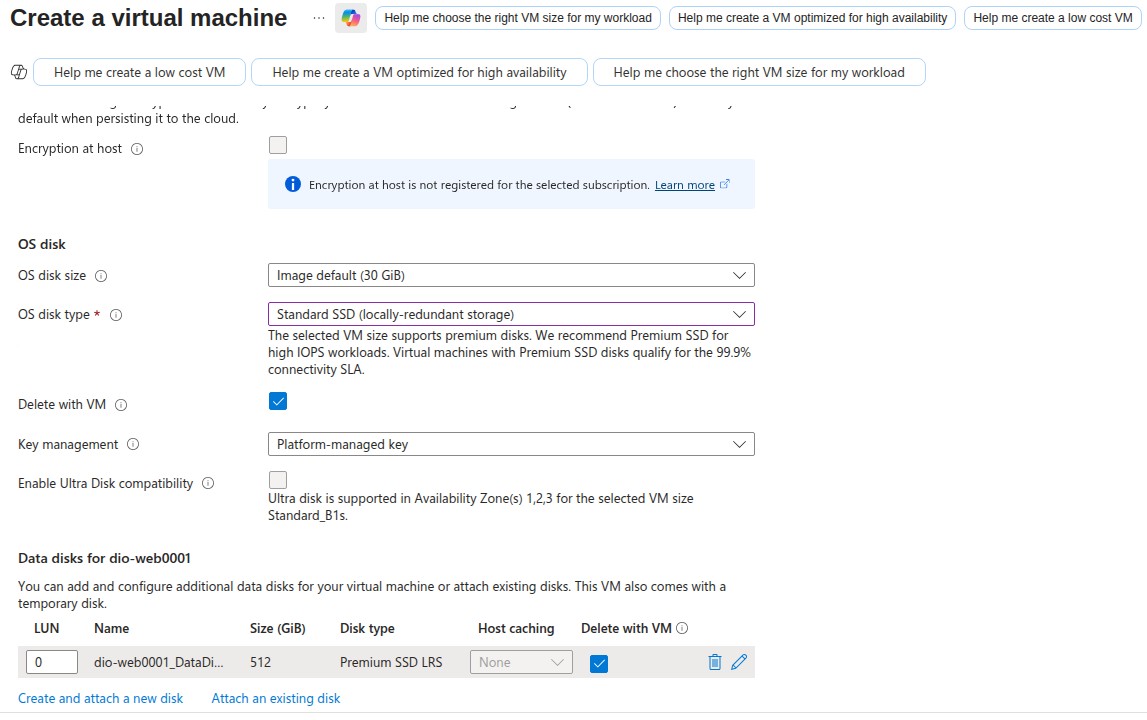 Create a virtual machine
...
Help me choose the right VM size for my workload
Help me create a VM optimized for high availability
Help me create a low cost VM
Help me create a low cost VM
Help me create a VM optimized for high availability
Help me choose the right VM size for my workload
default when persisting it to the cloud.
Encryption at host
Encryption at host is not registered for the selected subscription. Learn more
OS disk
OS disk size
Image default (30 GiB)
OS disk type *
Standard SSD (locally-redundant storage)
The selected VM size supports premium disks. We recommend Premium SSD for
high IOPS workloads. Virtual machines with Premium SSD disks qualify for the 99.9%
connectivity SLA.
Delete with VM
Key management
Platform-managed key
Enable Ultra Disk compatibility
Ultra disk is supported in Availability Zone(s) 1,2,3 for the selected VM size
Standard_B1s.
Data disks for dio-web0001
You can add and configure additional data disks for your virtual machine or attach existing disks. This VM also comes with a
temporary disk.
LUN Name Size (GiB) Disk type Host caching Delete with VM
0 dio-web0001_DataDi... 512 Premium SSD LRS None
Create and attach a new disk Attach an existing disk